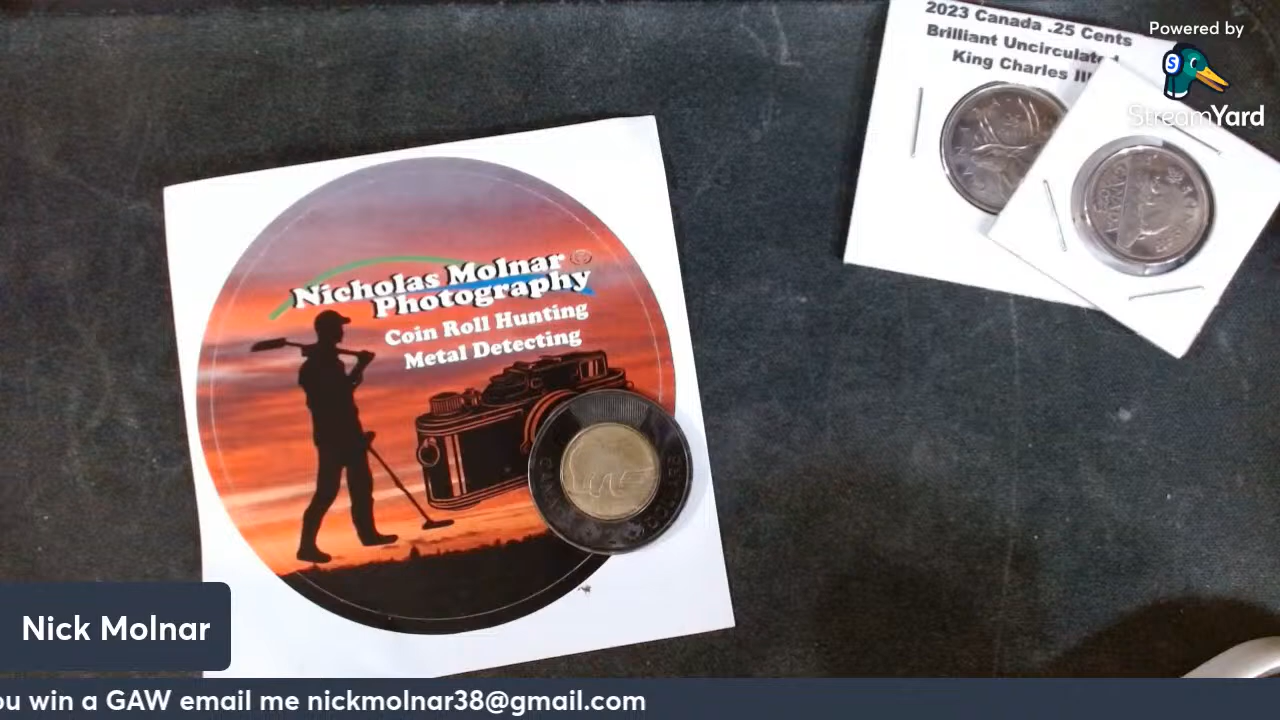 2023 Canada .25 Cents
Brilliant Uncirculated
King Charles III
Powered by
StreamYard
Nicholas Molnar
Photography
Coin Roll Hunting
Metal Detecting
Nick Molnar
ou win a GAW email me nickmolnar38@gmail.com